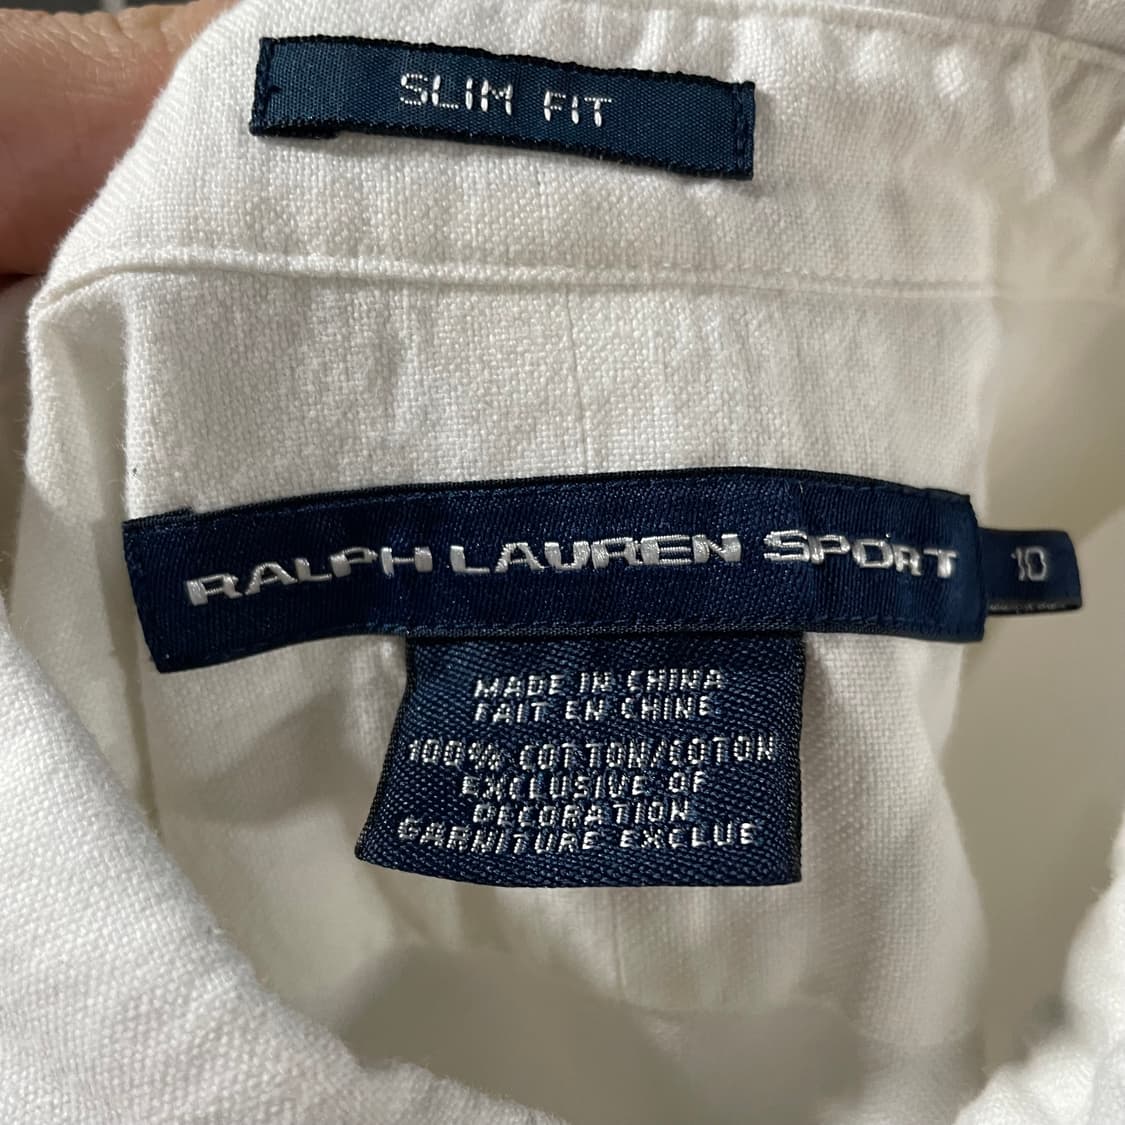 SLIM FIT
RALPH LAUREN SPORT
10
MADE IN CHINA
FAIT EN CHINE
100% COTTON/COTON
EXCLUSIVE OF
DECORATION
GARNITURE EXCLUE